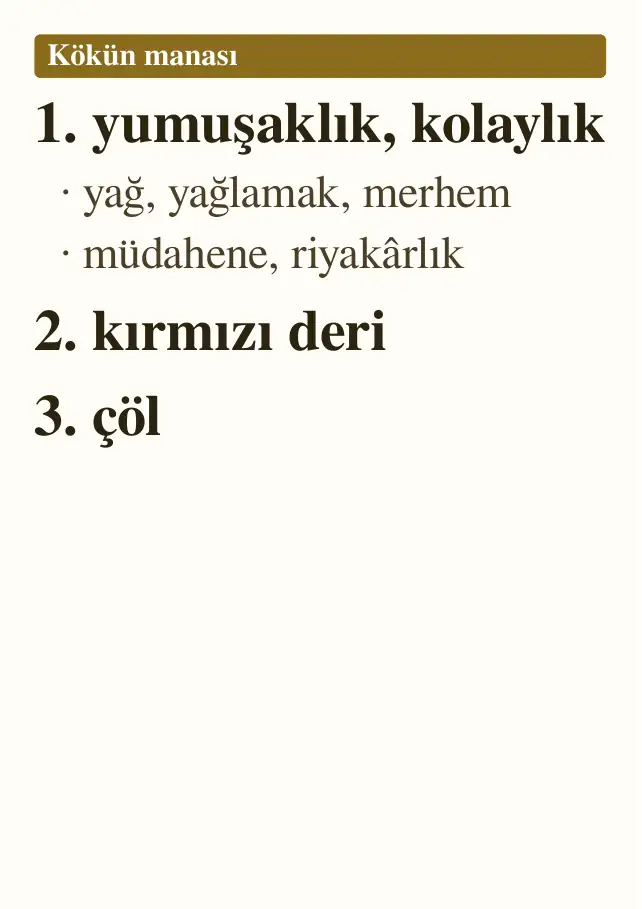 Kökün manası
1. yumuşaklık, kolaylık
· yağ, yağlamak, merhem
· müdahene, riyakârlık
2. kırmızı deri
3. çöl